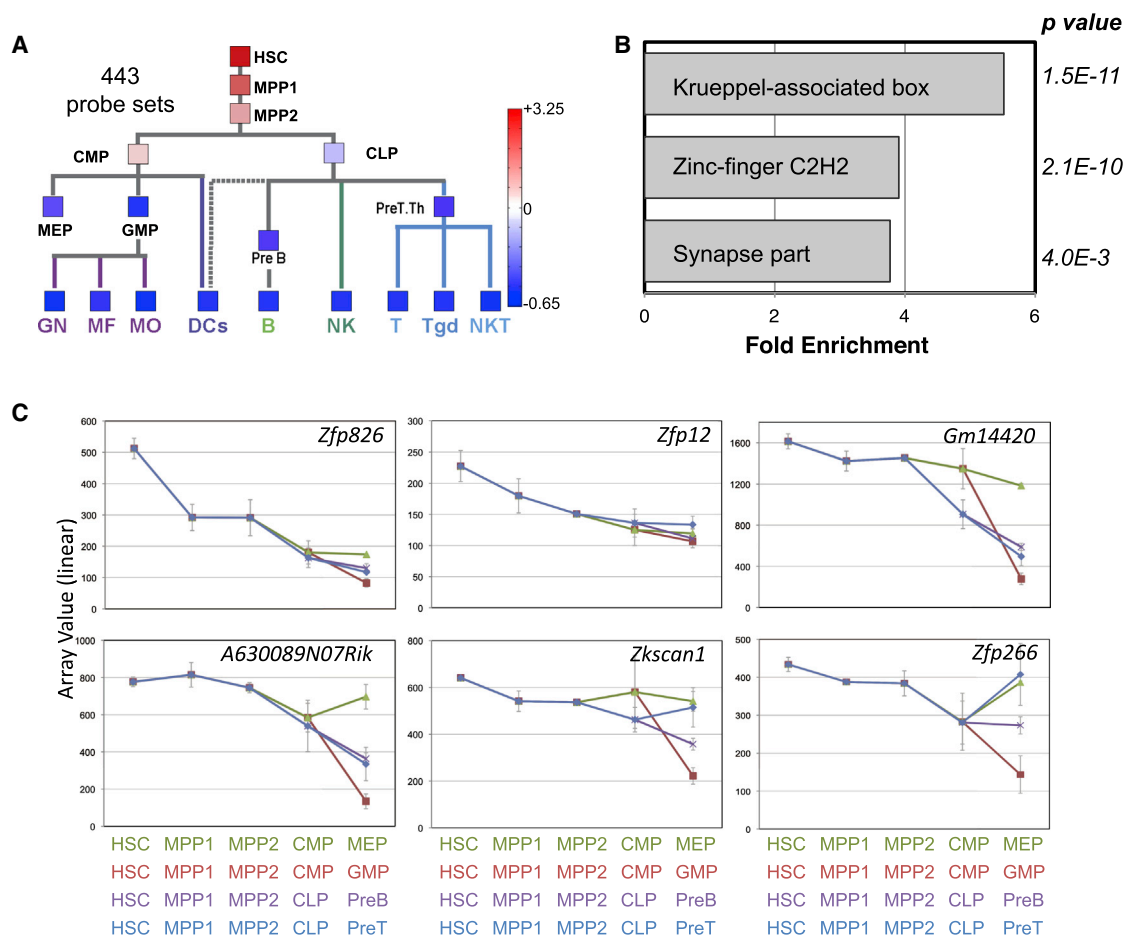 A
443
probe sets
HSC
MPP1
MPP2
CMP
CLP
MEP
GMP
Pre B
PreT.Th
GN MF MO DCs B NK T Tgd NKT
+3.25
0
-0.65
B
p value
Krueppel-associated box
1.5E-11
Zinc-finger C2H2
2.1E-10
Synapse part
4.0E-3
0 2 4 6
Fold Enrichment
C
Array Value (linear)
Zfp826
600
500
400
300
200
100
0
Zfp12
300
250
200
150
100
50
0
Gm14420
1600
1200
800
400
0
A630089N07Rik
1000
800
600
400
200
0
Zkscan1
800
600
400
200
0
Zfp266
500
400
300
200
100
0
HSC MPP1 MPP2 CMP MEP HSC MPP1 MPP2 CMP MEP HSC MPP1 MPP2 CMP MEP
HSC MPP1 MPP2 CMP GMP HSC MPP1 MPP2 CMP GMP HSC MPP1 MPP2 CMP GMP
HSC MPP1 MPP2 CLP PreB HSC MPP1 MPP2 CLP PreB HSC MPP1 MPP2 CLP PreB
HSC MPP1 MPP2 CLP PreT HSC MPP1 MPP2 CLP PreT HSC MPP1 MPP2 CLP PreT